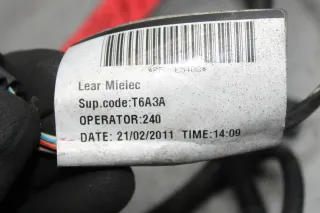 Lear Mielec
Sup.code:T6A3A
OPERATOR:240
DATE: 21/02/2011 TIME:14:09